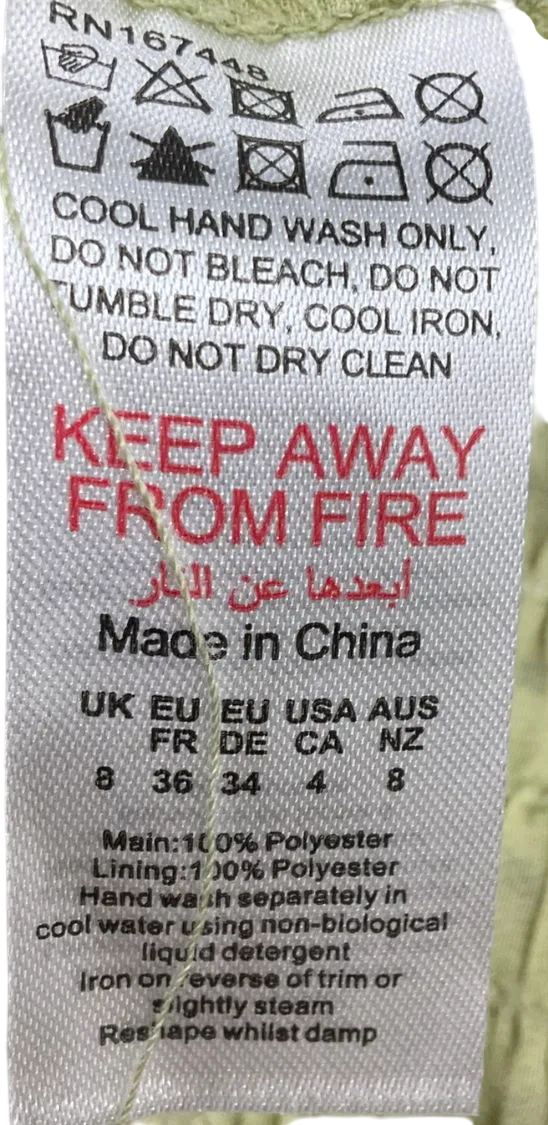 RN167448
COOL HAND WASH ONLY,
DO NOT BLEACH, DO NOT
TUMBLE DRY, COOL IRON,
DO NOT DRY CLEAN
KEEP AWAY
FROM FIRE
أبعدها عن النار
Made in China
UK EU EU USA AUS
FR DE CA NZ
8 36 34 4 8
Main:100% Polyester
Lining:100% Polyester
Hand wash separately in
cool water using non-biological
liquid detergent
Iron on reverse of trim or
slightly steam
Reshape whilst damp